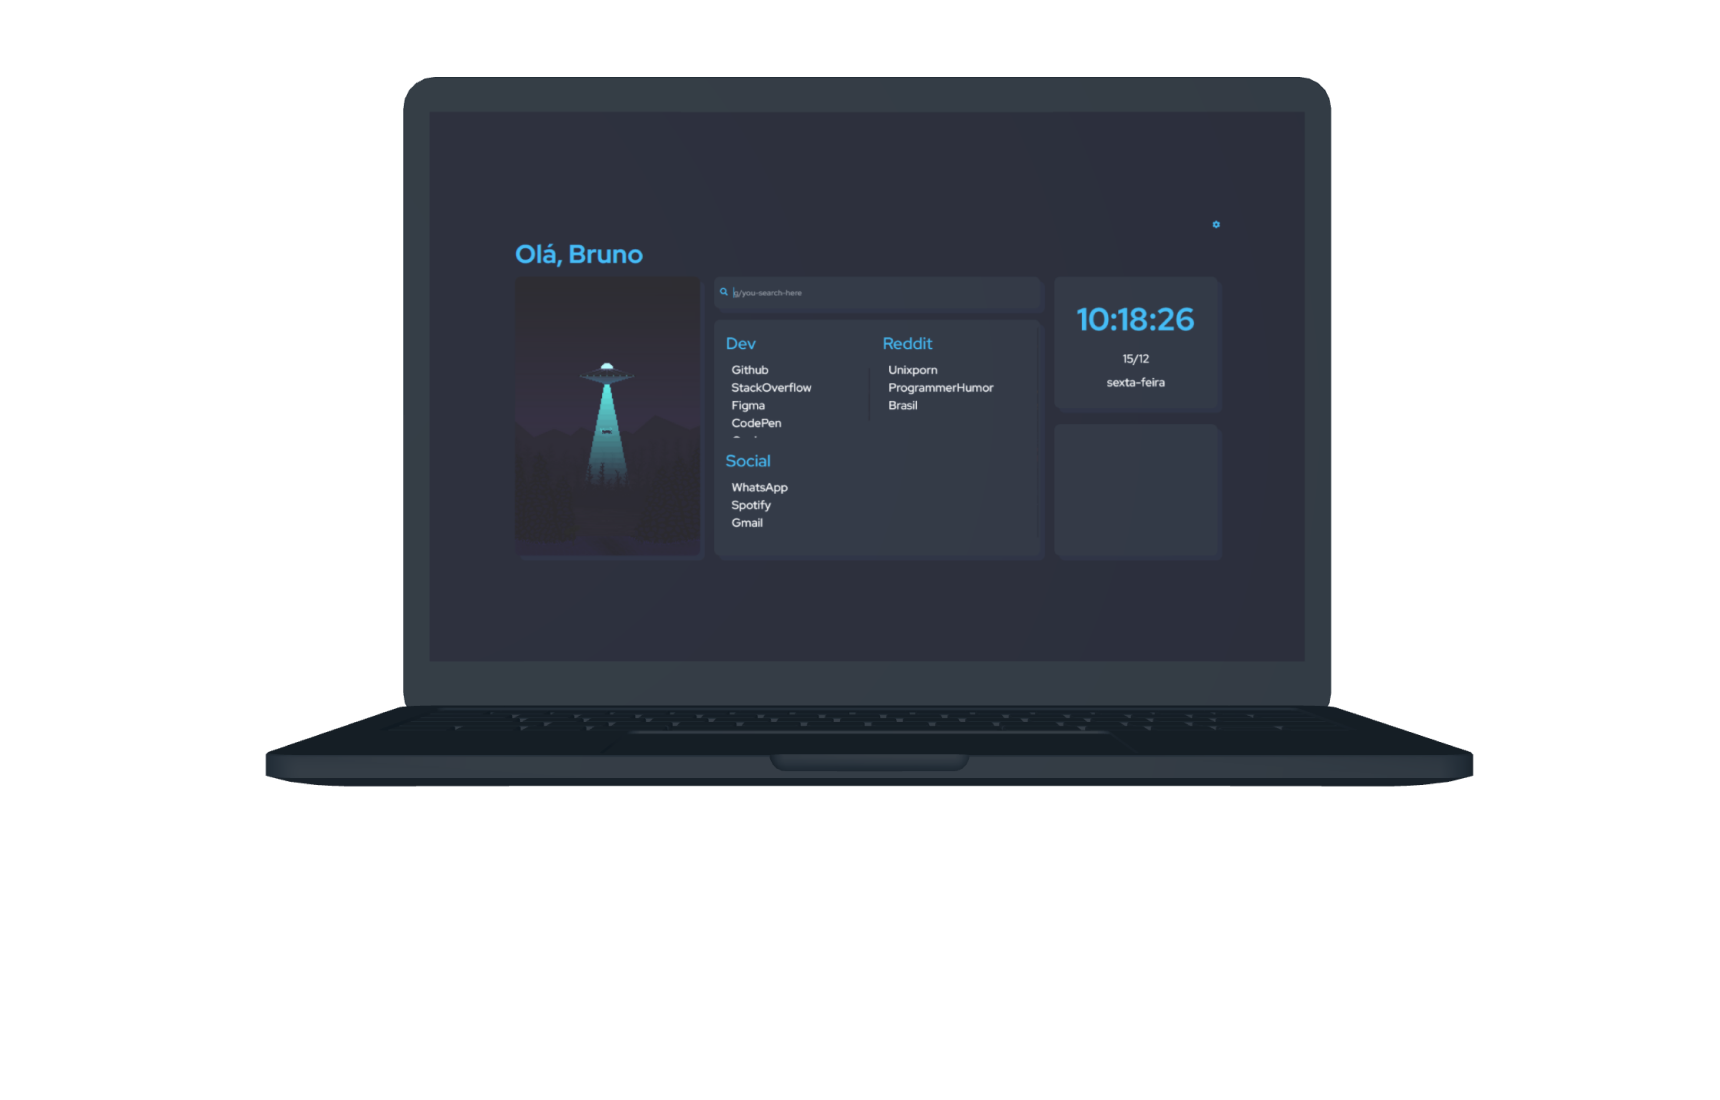 Olá, Bruno
g/you-search-here
Dev
Github
StackOverflow
Figma
CodePen
Social
WhatsApp
Spotify
Gmail
Reddit
Unixporn
ProgrammerHumor
Brasil
10:18:26
15/12
sexta-feira